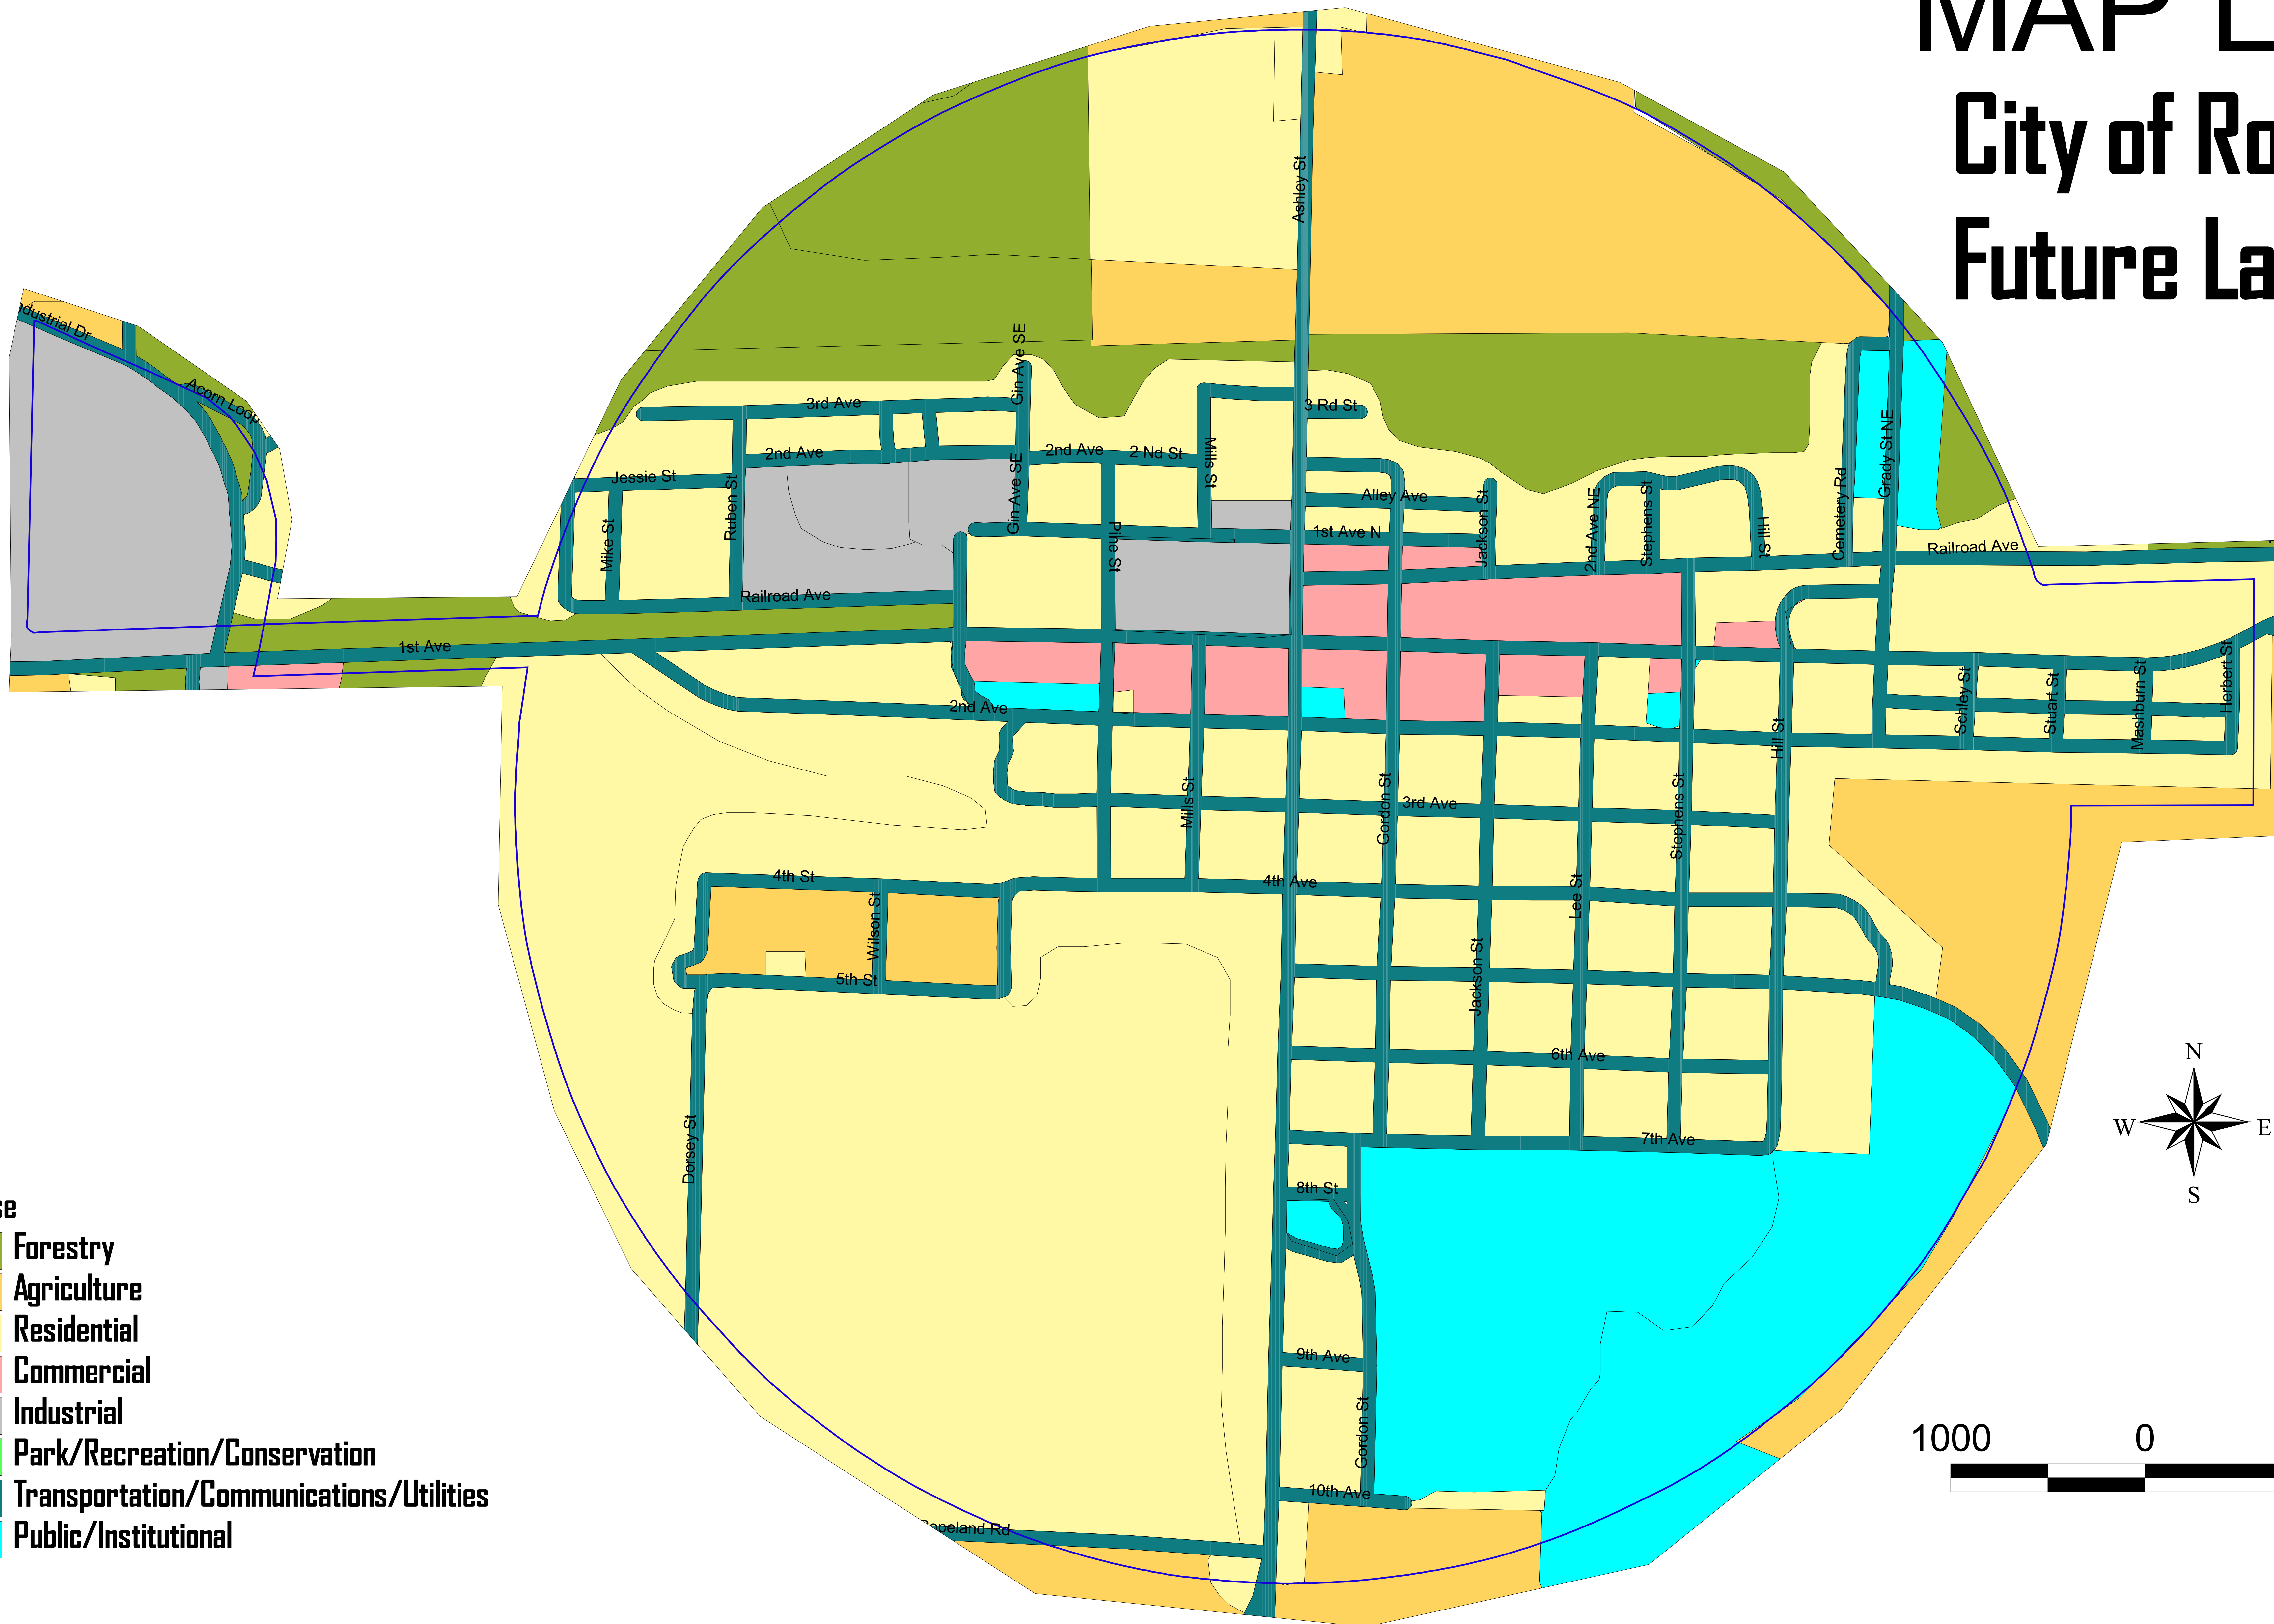 MAP
City of Ro
Future La
Ashley St
Industrial Dr
Acorn Loop
Gin Ave SE
3rd Ave
3 Rd St
2nd Ave
2nd Ave
2 Nd St
Mills St
Grady St NE
Jessie St
Ruben St
Gin Ave SE
Alley Ave
Jackson St
2nd Ave NE
Stephens St
Hill St
Cemetery Rd
Mike St
Pine St
1st Ave N
Railroad Ave
Railroad Ave
1st Ave
2nd Ave
Hill St
Schley St
Stuart St
Mashburn St
Herbert St
Mills St
Gordon St
3rd Ave
Stephens St
4th St
4th Ave
Lee St
Wilson St
5th St
Jackson St
6th Ave
N
W
E
S
Dorsey St
7th Ave
8th St
9th Ave
Gordon St
10th Ave
Copeland Rd
se
Forestry
Agriculture
Residential
Commercial
Industrial
Park/Recreation/Conservation
Transportation/Communications/Utilities
Public/Institutional
1000 0